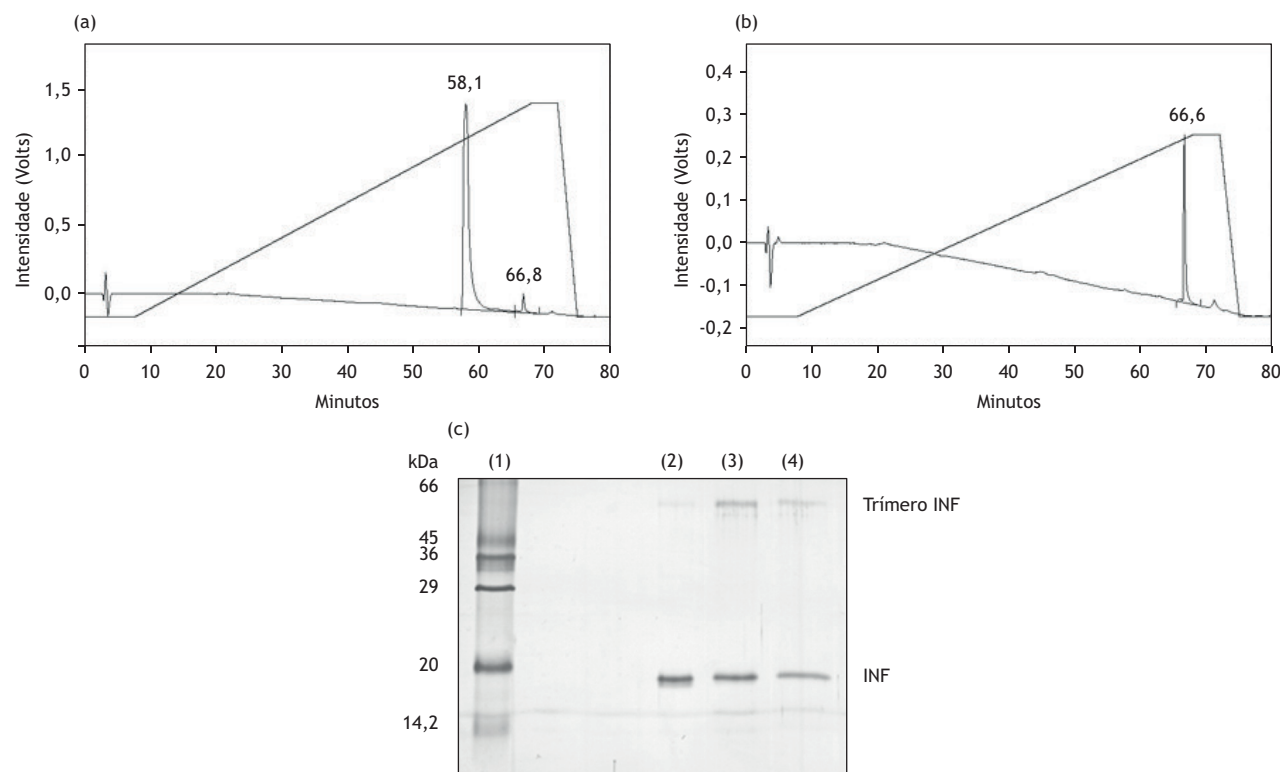 (a)
Intensidade (Volts)
1,5
1,0
0,5
0,0
58,1
66,8
0 10 20 30 40 50 60 70 80
Minutos
(b)
Intensidade (Volts)
0,4
0,3
0,2
0,1
0,0
-0,1
-0,2
66,6
0 10 20 30 40 50 60 70 80
Minutos
(c)
kDa (1) (2) (3) (4)
66
Trímero INF
45
36
29
20
INF
14,2